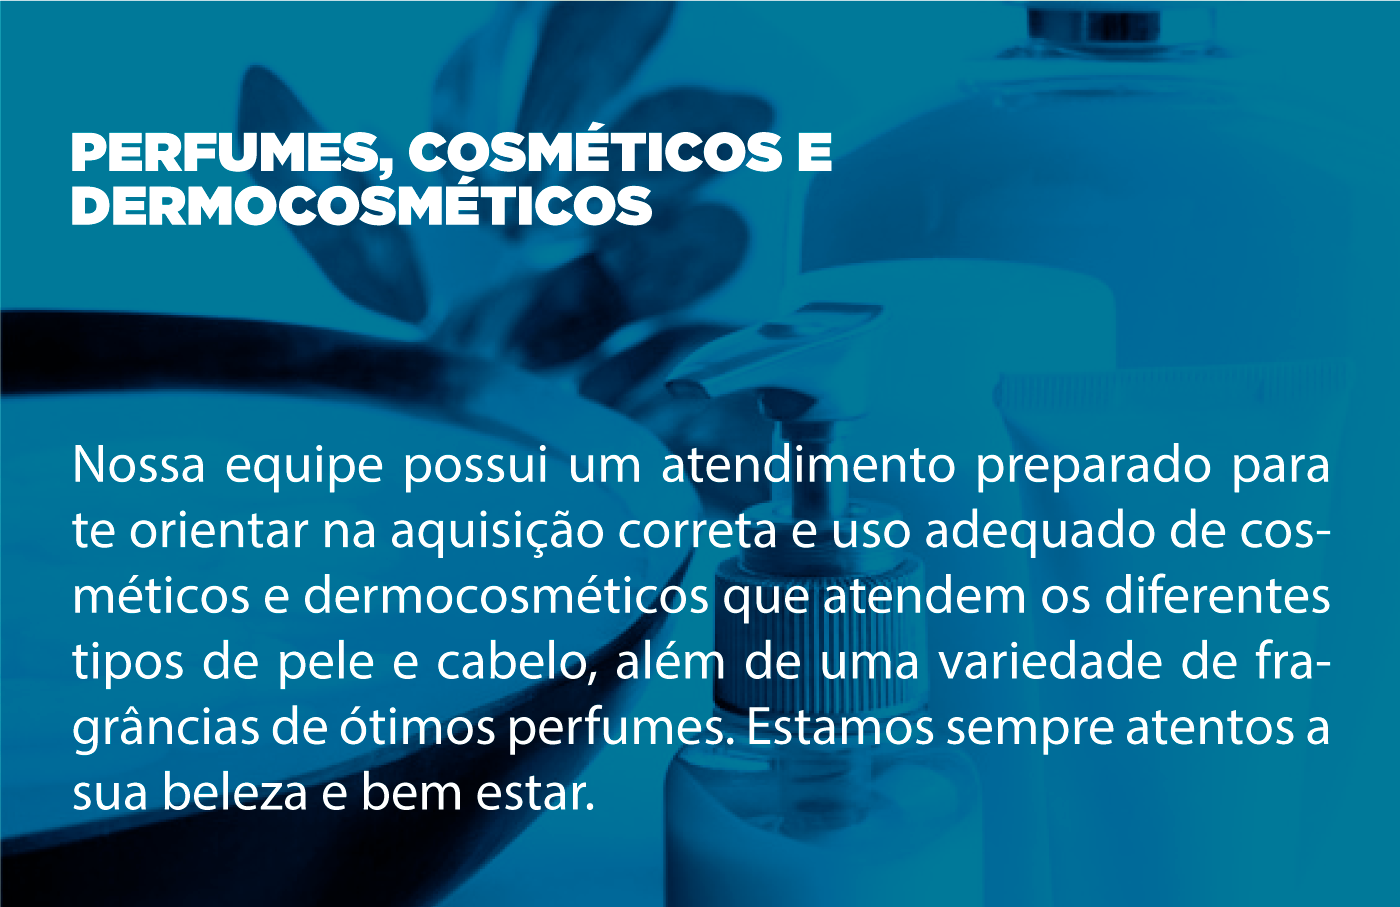 PERFUMES, COSMÉTICOS E
DERMOCOSMÉTICOS
Nossa equipe possui um atendimento preparado para
te orientar na aquisição correta e uso adequado de cos-
méticos e dermocosméticos que atendem os diferentes
tipos de pele e cabelo, além de uma variedade de fra-
grâncias de ótimos perfumes. Estamos sempre atentos a
sua beleza e bem estar.